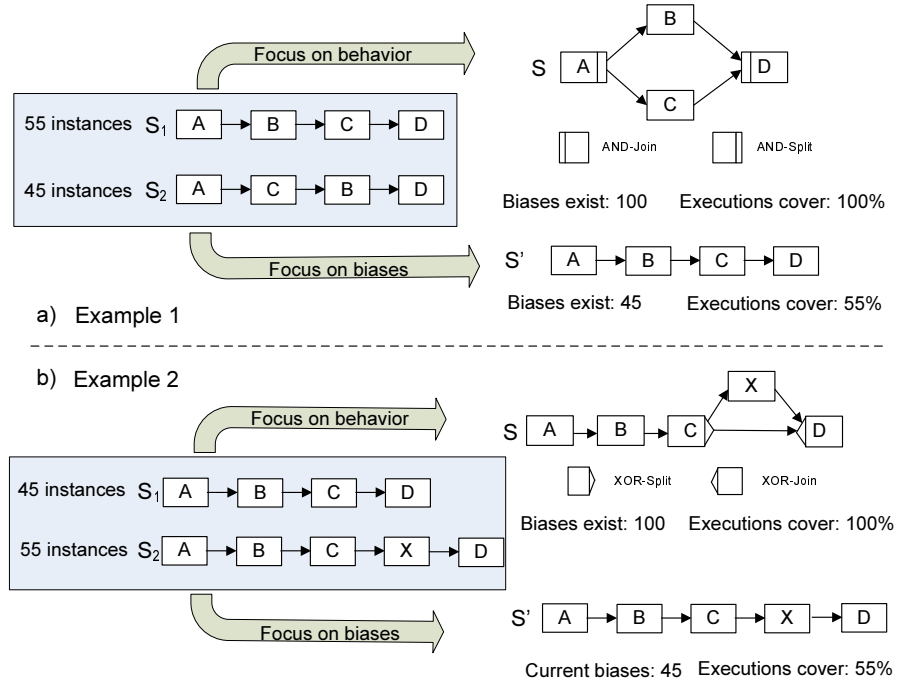 Focus on behavior
B
S A D
C
55 instances S1 A B C D
AND-Join AND-Split
45 instances S2 A C B D
Biases exist: 100 Executions cover: 100%
Focus on biases
S’ A B C D
Biases exist: 45 Executions cover: 55%
a) Example 1
b) Example 2
X
Focus on behavior
S A B C D
45 instances S1 A B C D
XOR-Split XOR-Join
Biases exist: 100 Executions cover: 100%
55 instances S2 A B C X D
S’ A B C X D
Focus on biases
Current biases: 45 Executions cover: 55%